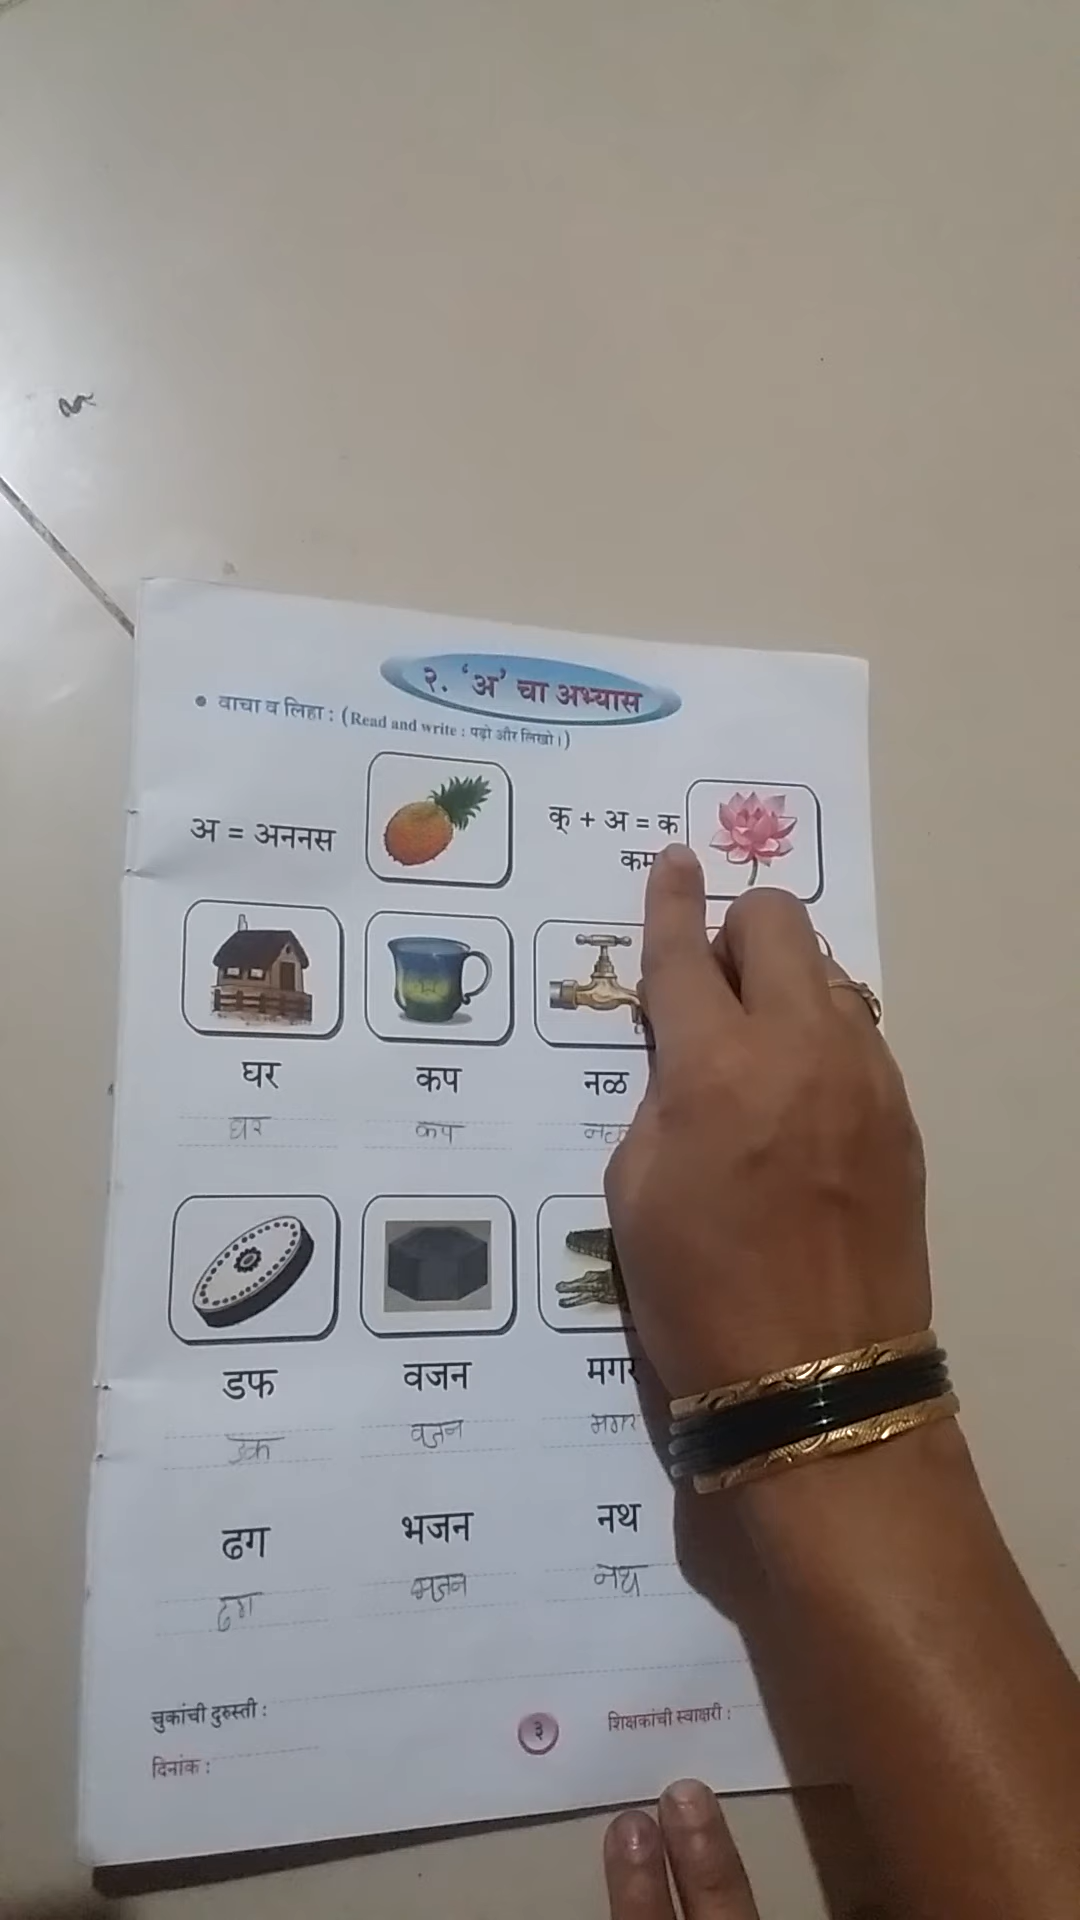 २. 'अ' चा अभ्यास
• वाचा व लिहा : (Read and write : पढ़ो और लिखो।)
अ = अननस
क् + अ = क
घर कप नळ
घर कप
डफ वजन मगर
डफ वजन मगर
ढग भजन नथ
ढग भजन नथ
चुकांची दुरुस्ती :
३
शिक्षकांची स्वाक्षरी :
दिनांक :